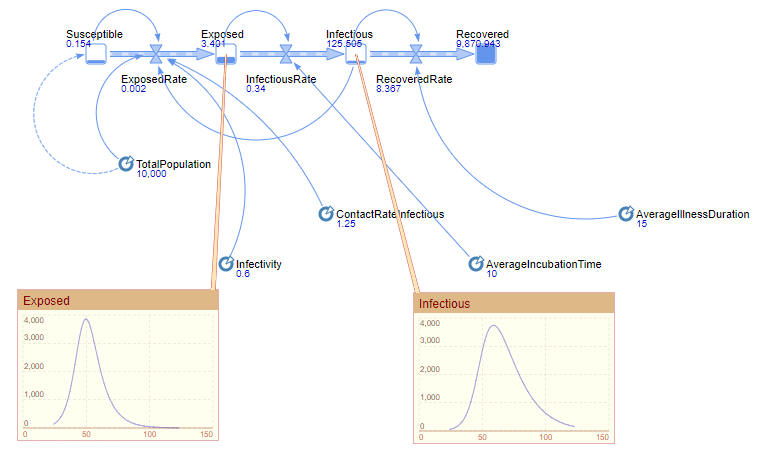 Susceptible
0.154
Exposed
3.401
Infectious
125.505
Recovered
9,870.943
ExposedRate
0.002
InfectiousRate
0.34
RecoveredRate
8.367
TotalPopulation
10,000
ContactRateInfectious
1.25
AverageIllnessDuration
15
Infectivity
0.6
AverageIncubationTime
10
Exposed
4,000
3,000
2,000
1,000
0
0 50 100 150
Infectious
4,000
3,000
2,000
1,000
0
0 50 100 150